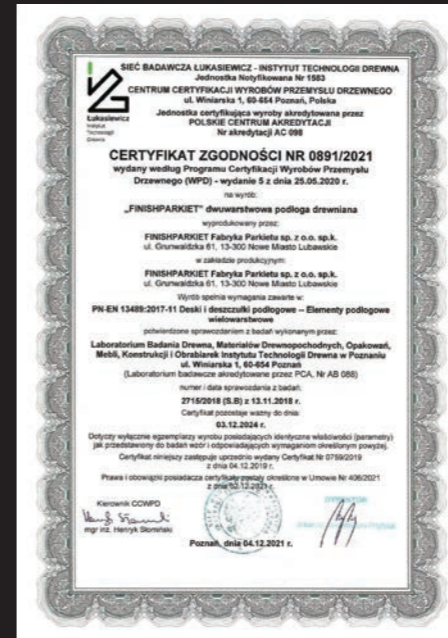 SIEĆ BADAWCZA ŁUKASIEWICZ - INSTYTUT TECHNOLOGII DREWNA
Jednostka Notyfikowana Nr 1583
CENTRUM CERTYFIKACJI WYROBÓW PRZEMYSŁU DRZEWNEGO
ul. Winiarska 1, 60-654 Poznań, Polska
Jednostka certyfikująca wyroby akredytowana przez
POLSKIE CENTRUM AKREDYTACJI
Nr akredytacji AC 098
Łukasiewicz
Instytut
Technologii
Drewna
CERTYFIKAT ZGODNOŚCI NR 0891/2021
wydany według Programu Certyfikacji Wyrobów Przemysłu
Drzewnego (WPD) - wydanie 5 z dnia 25.05.2020 r.
na wyrób:
„FINISHPARKIET” dwuwarstwowa podłoga drewniana
wyprodukowany przez:
FINISHPARKIET Fabryka Parkietu sp. z o.o. sp.k.
ul. Grunwaldzka 61, 13-300 Nowe Miasto Lubawskie
w zakładzie produkcyjnym:
FINISHPARKIET Fabryka Parkietu sp. z o.o. sp.k.
ul. Grunwaldzka 61, 13-300 Nowe Miasto Lubawskie
Wyrób spełnia wymagania zawarte w:
PN-EN 13489:2017-11 Deski i deszczułki podłogowe -- Elementy podłogowe
wielowarstwowe
potwierdzone sprawozdaniem z badań wykonanym przez:
Laboratorium Badania Drewna, Materiałów Drewnopochodnych, Opakowań,
Mebli, Konstrukcji i Obrabiarek Instytutu Technologii Drewna w Poznaniu
ul. Winiarska 1, 60-654 Poznań
(Laboratorium badawcze akredytowane przez PCA, Nr AB 088)
numer i data sprawozdania z badań:
2715/2018 (S.B) z 13.11.2018 r.
Certyfikat pozostaje ważny do dnia:
03.12.2024 r.
Dotyczy wyłącznie egzemplarzy wyrobu posiadających identyczne właściwości (parametry)
jak przedstawiony do badań wzór i odpowiadających wymaganiom określonym powyżej.
Certyfikat niniejszy zastępuje uprzednio wydany Certyfikat Nr 0759/2019
z dnia 04.12.2019 r.
Prawa i obowiązki posiadacza certyfikatu zostały określone w Umowie Nr 406/2021
z dnia 02.12.2021 r.
Kierownik CCWPD
mgr inż. Henryk Słomiński
Poznań, dnia 04.12.2021 r.